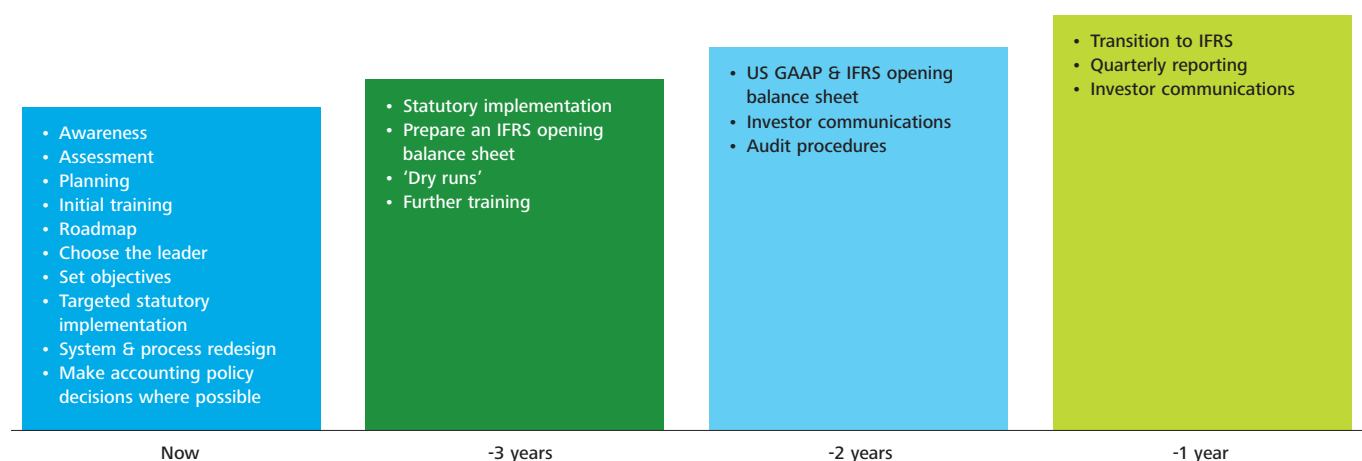 • Awareness
• Assessment
• Planning
• Initial training
• Roadmap
• Choose the leader
• Set objectives
• Targeted statutory
implementation
• System & process redesign
• Make accounting policy
decisions where possible
• Statutory implementation
• Prepare an IFRS opening
balance sheet
• ‘Dry runs’
• Further training
• US GAAP & IFRS opening
balance sheet
• Investor communications
• Audit procedures
• Transition to IFRS
• Quarterly reporting
• Investor communications
Now
-3 years
-2 years
-1 year